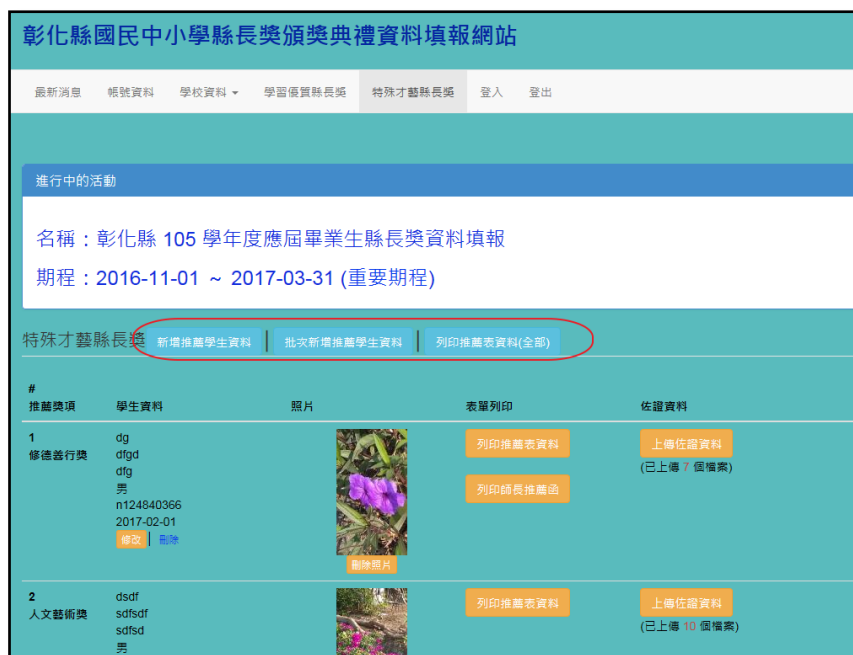 彰化縣國民中小學縣長獎頒獎典禮資料填報網站
最新消息 帳號資料 學校資料 學習優質縣長獎 特殊才藝縣長獎 登入 登出
進行中的活動
名稱：彰化縣 105 學年度應屆畢業生縣長獎資料填報
期程：2016-11-01 ~ 2017-03-31 (重要期程)
特殊才藝縣長獎 新增推薦學生資料 | 批次新增推薦學生資料 | 列印推薦表資料(全部)
#
推薦獎項 學生資料 照片 表單列印 佐證資料
1 dg 列印推薦表資料 上傳佐證資料
修德善行獎 dfgd (已上傳 7 個檔案)
dfg
男 列印師長推薦函
n124840366
2017-02-01
修改 | 刪除
刪除照片
2 dsdf 列印推薦表資料 上傳佐證資料
人文藝術獎 sdfsdf (已上傳 10 個檔案)
sdfsd
男